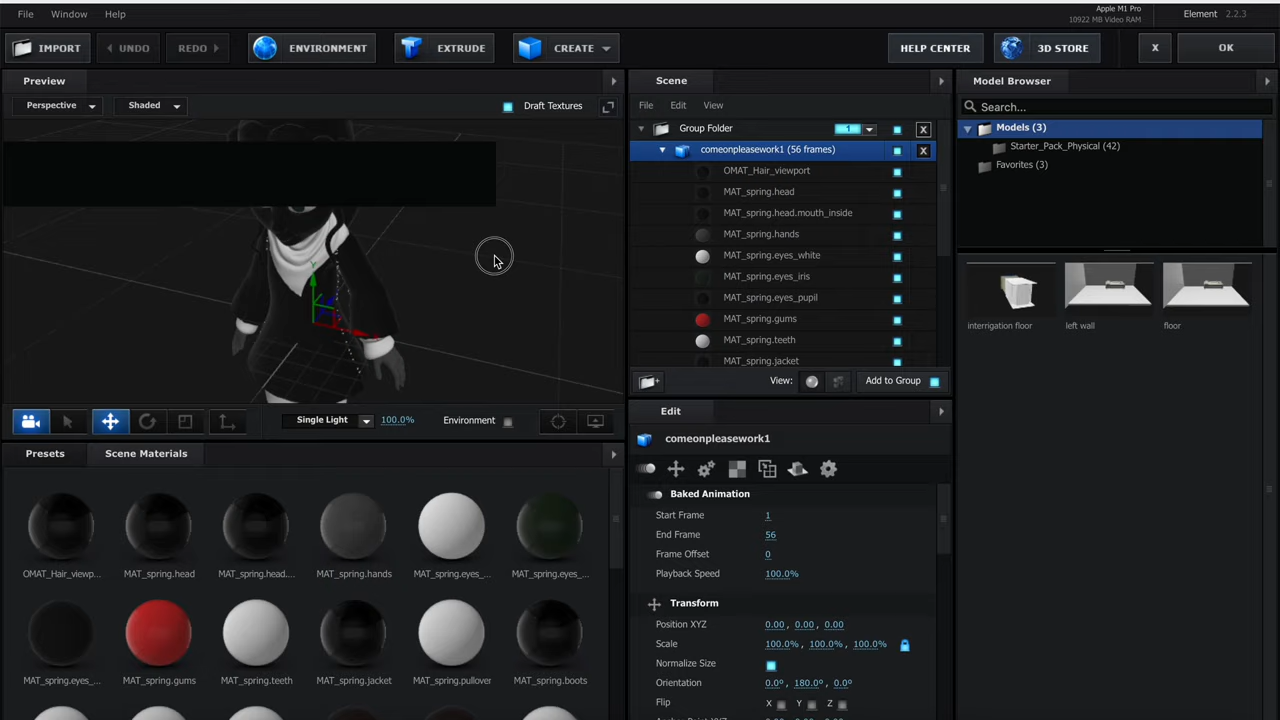 Apple M1 Pro
10922 MB Video RAM
Element 2.2.3
File Window Help
IMPORT UNDO REDO ENVIRONMENT EXTRUDE CREATE HELP CENTER 3D STORE X OK
Preview
Perspective Shaded Draft Textures
Y
Single Light 100.0% Environment
Presets Scene Materials
OMAT_Hair_viewp... MAT_spring.head MAT_spring.head.... MAT_spring.hands MAT_spring.eyes_... MAT_spring.eyes_...
MAT_spring.eyes_... MAT_spring.gums MAT_spring.teeth MAT_spring.jacket MAT_spring.pullover MAT_spring.boots
Scene
File Edit View
Group Folder 1 X
comeonpleasework1 (56 frames) X
OMAT_Hair_viewport
MAT_spring.head
MAT_spring.head.mouth_inside
MAT_spring.hands
MAT_spring.eyes_white
MAT_spring.eyes_iris
MAT_spring.eyes_pupil
MAT_spring.gums
MAT_spring.teeth
MAT_spring.jacket
View: Add to Group
Edit
comeonpleasework1
Baked Animation
Start Frame 1
End Frame 56
Frame Offset 0
Playback Speed 100.0%
Transform
Position XYZ 0.00, 0.00, 0.00
Scale 100.0%, 100.0%, 100.0%
Normalize Size
Orientation 0.0º, 180.0º, 0.0º
Flip X Y Z
Model Browser
Search...
Models (3)
Starter_Pack_Physical (42)
Favorites (3)
interrigation floor left wall floor